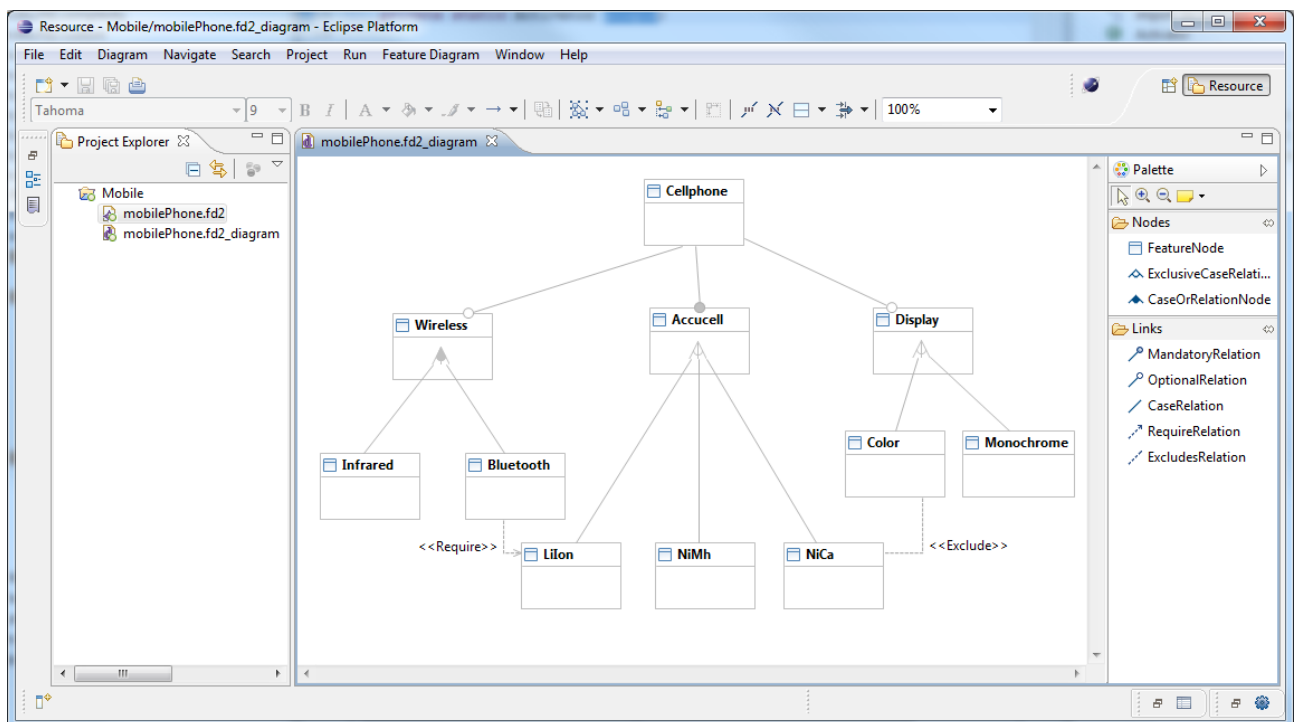 Resource - Mobile/mobilePhone.fd2_diagram - Eclipse Platform
File Edit Diagram Navigate Search Project Run Feature Diagram Window Help
Resource
Tahoma 9 B I A 100%
Project Explorer
mobilePhone.fd2_diagram
Mobile
mobilePhone.fd2
mobilePhone.fd2_diagram
Cellphone
Wireless
Accucell
Display
Infrared
Bluetooth
Color
Monochrome
<<Require>>
LiIon
NiMh
NiCa
<<Exclude>>
Palette
Nodes
FeatureNode
ExclusiveCaseRelati...
CaseOrRelationNode
Links
MandatoryRelation
OptionalRelation
CaseRelation
RequireRelation
ExcludesRelation